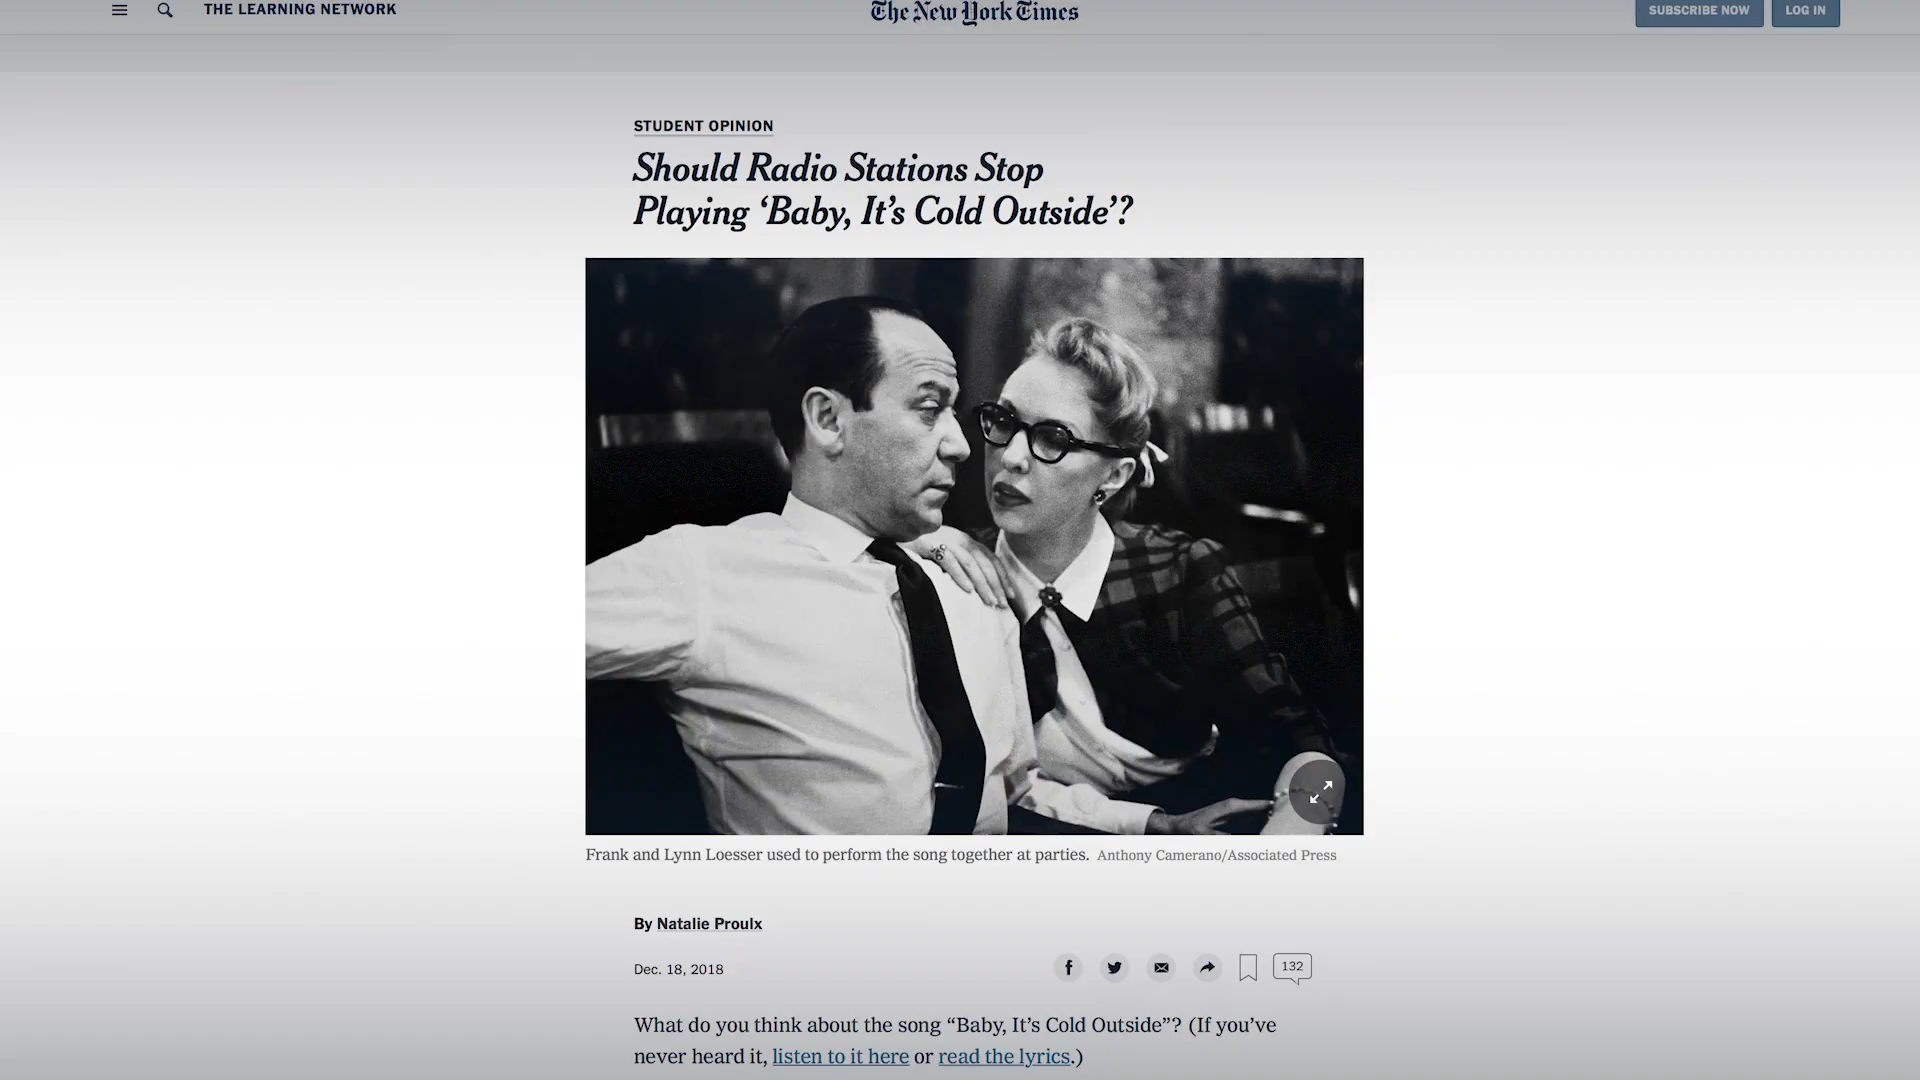 THE LEARNING NETWORK
The New York Times
SUBSCRIBE NOW
LOG IN
STUDENT OPINION
Should Radio Stations Stop
Playing ‘Baby, It’s Cold Outside’?
Frank and Lynn Loesser used to perform the song together at parties. Anthony Camerano/Associated Press
By Natalie Proulx
Dec. 18, 2018
132
What do you think about the song “Baby, It’s Cold Outside”? (If you’ve
never heard it, listen to it here or read the lyrics.)